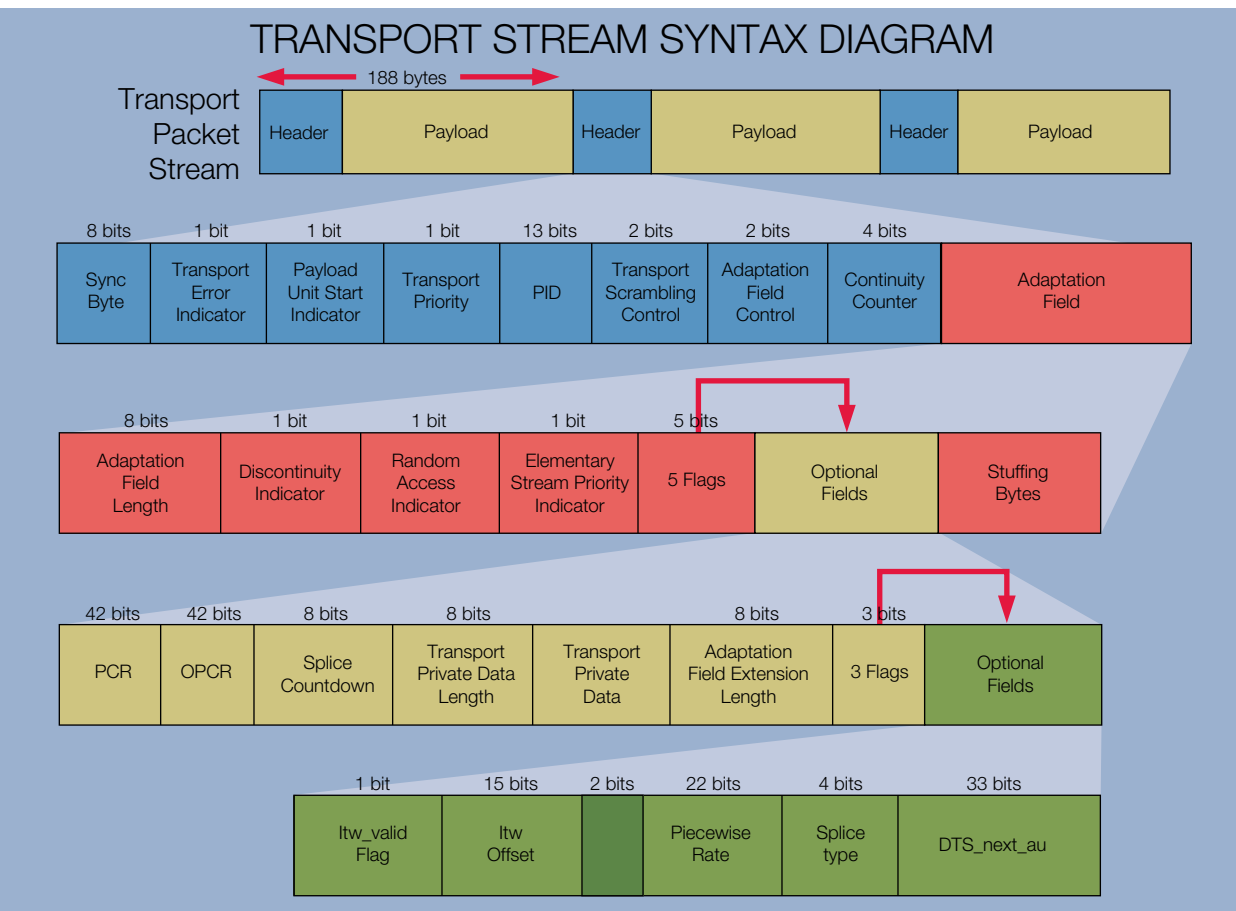 TRANSPORT STREAM SYNTAX DIAGRAM
188 bytes
Transport
Packet
Stream
Header
Payload
Header
Payload
Header
Payload
8 bits
1 bit
1 bit
1 bit
13 bits
2 bits
2 bits
4 bits
Sync
Byte
Transport
Error
Indicator
Payload
Unit Start
Indicator
Transport
Priority
PID
Transport
Scrambling
Control
Adaptation
Field
Control
Continuity
Counter
Adaptation
Field
8 bits
1 bit
1 bit
1 bit
5 bits
Adaptation
Field
Length
Discontinuity
Indicator
Random
Access
Indicator
Elementary
Stream Priority
Indicator
5 Flags
Optional
Fields
Stuffing
Bytes
42 bits
42 bits
8 bits
8 bits
8 bits
3 bits
PCR
OPCR
Splice
Countdown
Transport
Private Data
Length
Transport
Private
Data
Adaptation
Field Extension
Length
3 Flags
Optional
Fields
1 bit
15 bits
2 bits
22 bits
4 bits
33 bits
ltw_valid
Flag
ltw
Offset
Piecewise
Rate
Splice
type
DTS_next_au